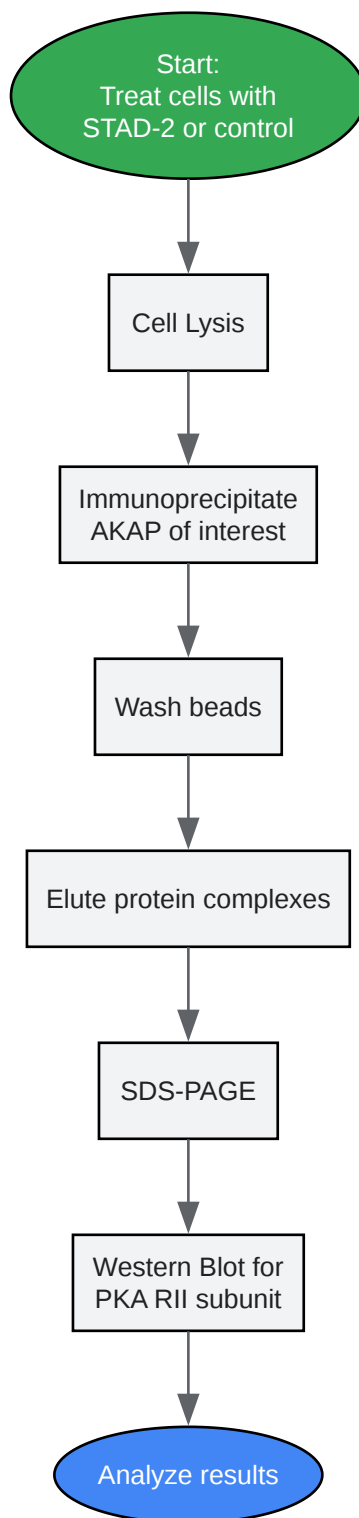 Start:
Treat cells with
STAD-2 or control
Cell Lysis
Immunoprecipitate
AKAP of interest
Wash beads
Elute protein complexes
SDS-PAGE
Western Blot for
PKA RII subunit
Analyze results